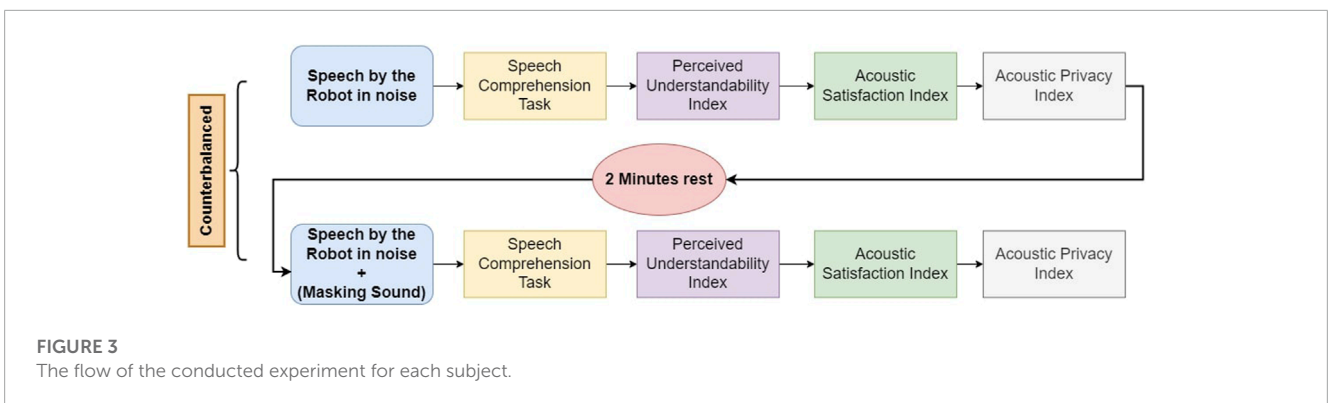 Counterbalanced
Speech by the
Robot in noise
Speech
Comprehension
Task
Perceived
Understandability
Index
Acoustic
Satisfaction Index
Acoustic Privacy
Index
2 Minutes rest
Speech by the
Robot in noise
+
(Masking Sound)
Speech
Comprehension
Task
Perceived
Understandability
Index
Acoustic
Satisfaction Index
Acoustic Privacy
Index
FIGURE 3
The flow of the conducted experiment for each subject.